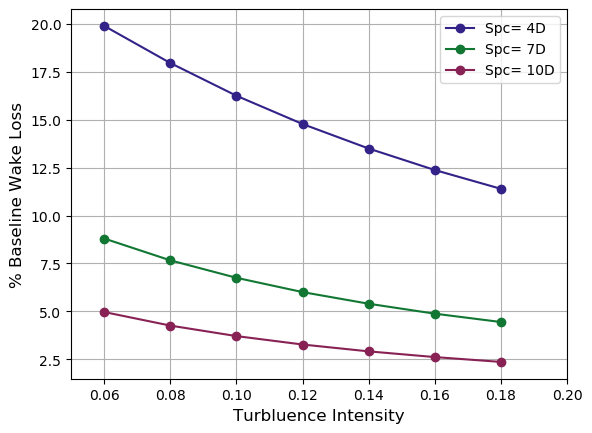 20.0
17.5
15.0
12.5
10.0
7.5
5.0
2.5
% Baseline Wake Loss
Spc= 4D
Spc= 7D
Spc= 10D
0.06 0.08 0.10 0.12 0.14 0.16 0.18 0.20
Turbluence Intensity